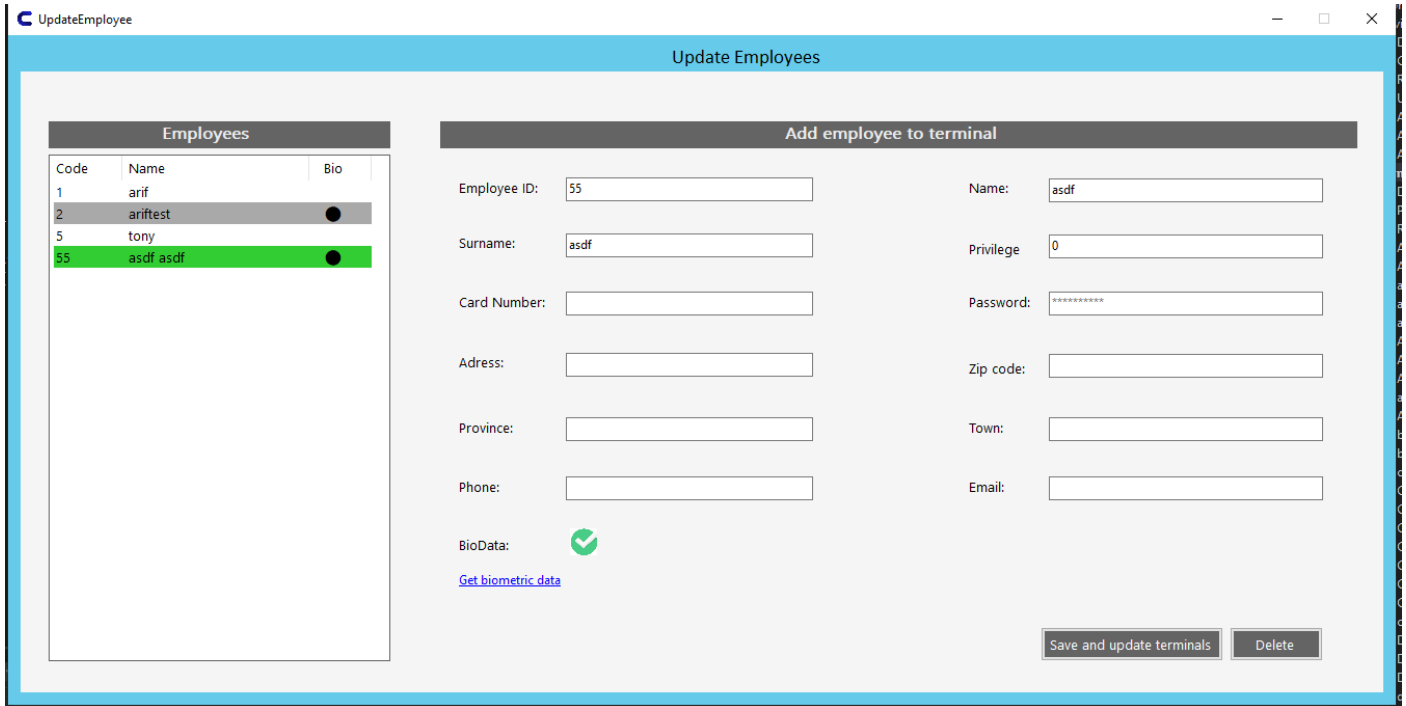 UpdateEmployee
Update Employees
Employees
Code Name Bio
1 arif
2 ariftest
5 tony
55 asdf asdf
Add employee to terminal
Employee ID: 55 Name: asdf
Surname: asdf Privilege 0
Card Number: Password: **********
Adress: Zip code:
Province: Town:
Phone: Email:
BioData:
Get biometric data
Save and update terminals Delete